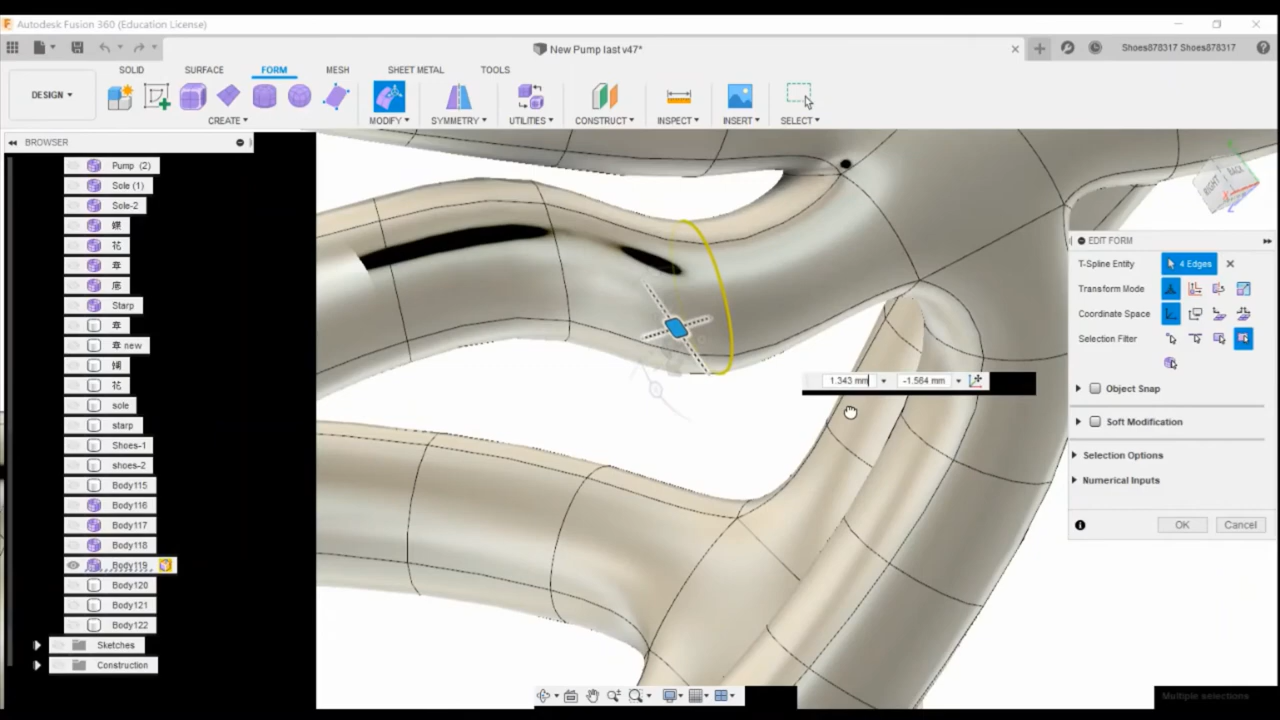 Autodesk Fusion 360 (Education License)
New Pump last v47*
Shoes878317 Shoes878317
DESIGN
SOLID
SURFACE
FORM
MESH
SHEET METAL
TOOLS
CREATE
MODIFY
SYMMETRY
UTILITIES
CONSTRUCT
INSPECT
INSERT
SELECT
BROWSER
Pump (2)
Sole (1)
Sole-2
蝶
花
章
底
Starp
章
章 new
花
sole
starp
Shoes-1
shoes-2
Body115
Body116
Body117
Body118
Body119
Body120
Body121
Body122
Sketches
Construction
RIGHT
BACK
EDIT FORM
T-Spline Entity
4 Edges
Transform Mode
Coordinate Space
Selection Filter
Object Snap
Soft Modification
Selection Options
Numerical Inputs
OK
Cancel
1.343 mm
-1.564 mm
Multiple selections